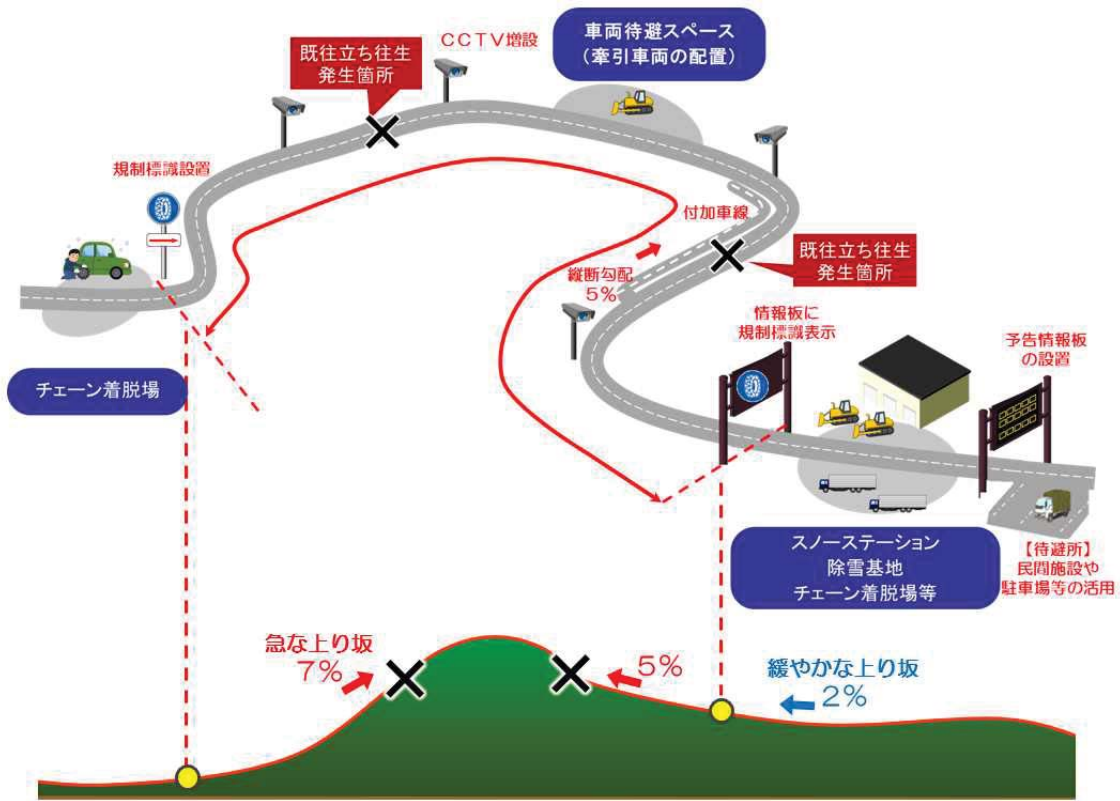 車両待避スペース
(牽引車両の配置)
CCTV増設
既往立ち往生
発生箇所
規制標識設置
付加車線
既往立ち往生
発生箇所
縦断勾配
5%
情報板に
規制標識表示
予告情報板
の設置
チェーン着脱場
スノーステーション
除雪基地
チェーン着脱場等
【待避所】
民間施設や
駐車場等の活用
急な上り坂
7%
5%
緩やかな上り坂
2%